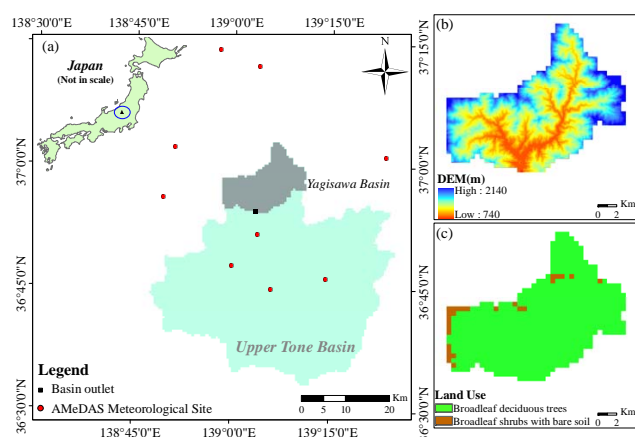 138°30'0"E 138°45'0"E 139°0'0"E 139°15'0"E
(a)
Japan
(Not in scale)
N
37°0'0"N
36°45'0"N
36°30'0"N
Yagisawa Basin
Upper Tone Basin
Legend
Basin outlet
AMeDAS Meteorological Site
Km
0 10 20
138°45'0"E 139°0'0"E 139°15'0"E
(b)
37°15'0"N
37°0'0"N
DEM(m)
High : 2140
Low : 740
Km
0 2
(c)
36°45'0"N
36°30'0"N
Km
0 2
Land Use
Broadleaf deciduous trees
Broadleaf shrubs with bare soil